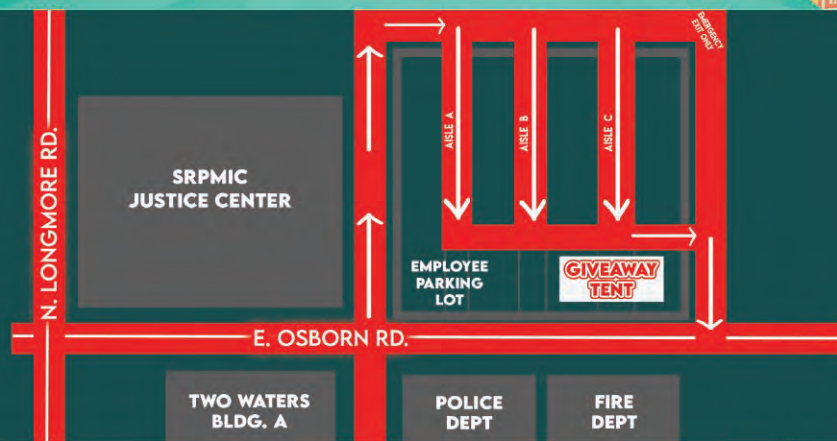 EMERGENCY
EXIT ONLY
AISLE A
AISLE B
AISLE C
N. LONGMORE RD.
SRPMIC
JUSTICE CENTER
EMPLOYEE
PARKING
LOT
GIVEAWAY
TENT
E. OSBORN RD.
TWO WATERS
BLDG. A
POLICE
DEPT
FIRE
DEPT